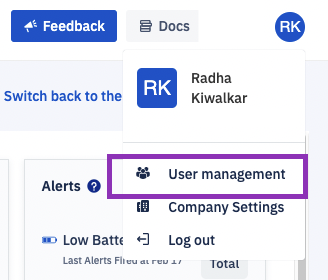 Feedback
Docs
RK
RK
Radha
Kiwalkar
Switch back to the
Alerts ?
User management
Company Settings
Low Batte
Log out
Last Alerts Fired at Feb 17
Total